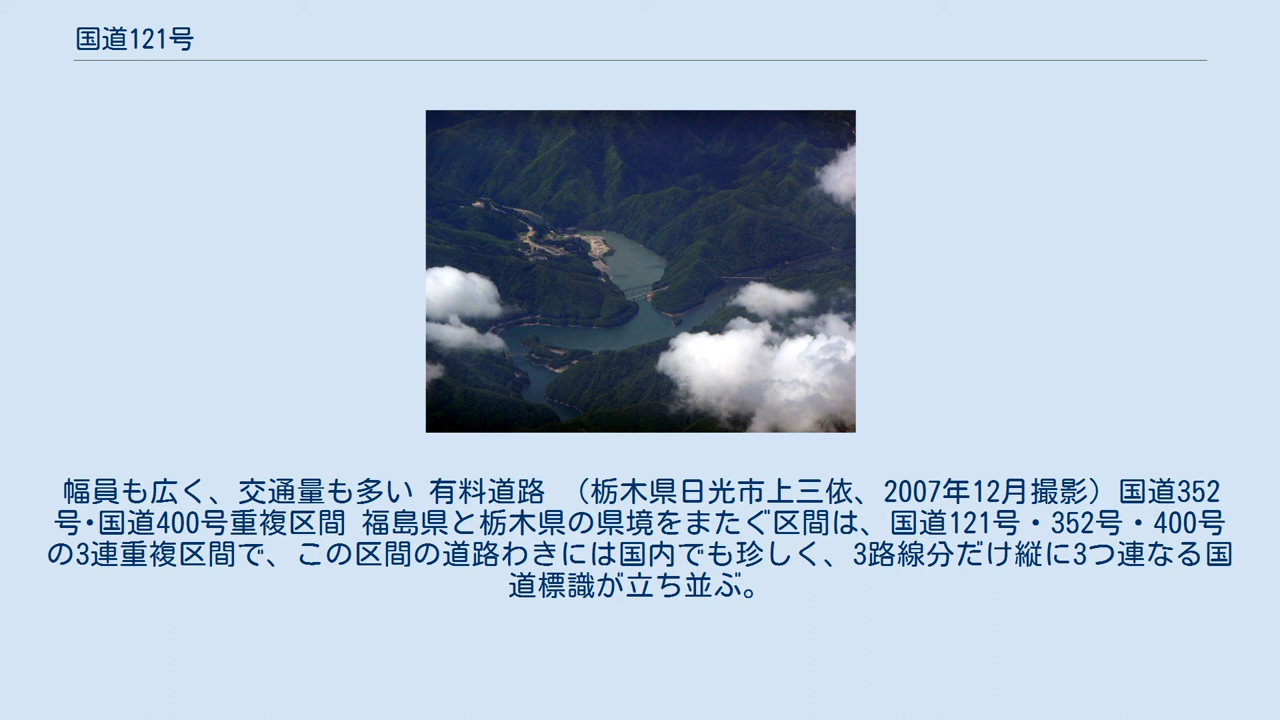 国道121号
幅員も広く、交通量も多い 有料道路 （栃木県日光市上三依、2007年12月撮影）国道352
号･国道400号重複区間 福島県と栃木県の県境をまたぐ区間は、国道121号・352号・400号
の3連重複区間で、この区間の道路わきには国内でも珍しく、3路線分だけ縦に3つ連なる国
道標識が立ち並ぶ。